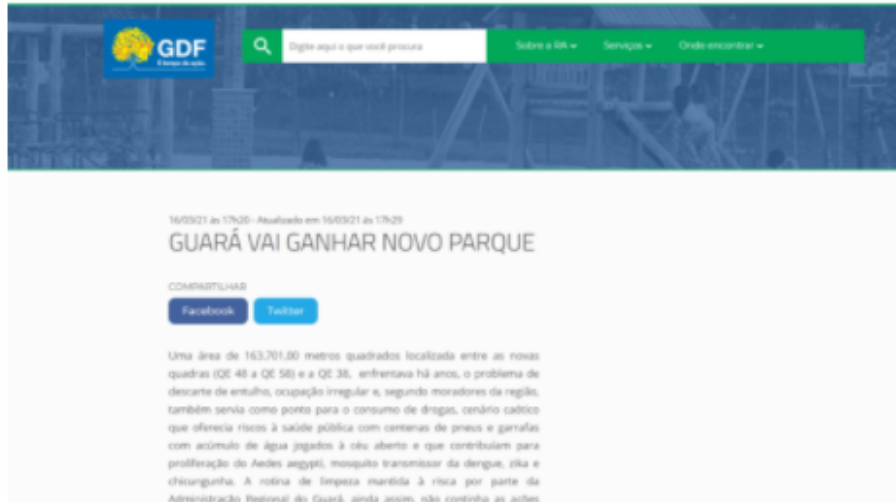 GDF
É tempo de ação.
Digite aqui o que você procura
Sobre a RA
Serviços
Onde encontrar
16/03/21 às 17h20 - Atualizado em 16/03/21 às 17h29
GUARÁ VAI GANHAR NOVO PARQUE
COMPARTILHAR
Facebook
Twitter
Uma área de 163.701,00 metros quadrados localizada entre as novas
quadras (QE 48 a QE 58) e a QE 38, enfrentava há anos, o problema de
descarte de entulho, ocupação irregular e, segundo moradores da região,
também servia como ponto para o consumo de drogas, cenário caótico
que oferecia riscos à saúde pública com centenas de pneus e garrafas
com acúmulo de água jogados à céu aberto e que contribuíam para
proliferação do Aedes aegypti, mosquito transmissor da dengue, zika e
chicungunha. A rotina de limpeza mantida à risca por parte da
Administração Regional do Guará, ainda assim, não continha as ações